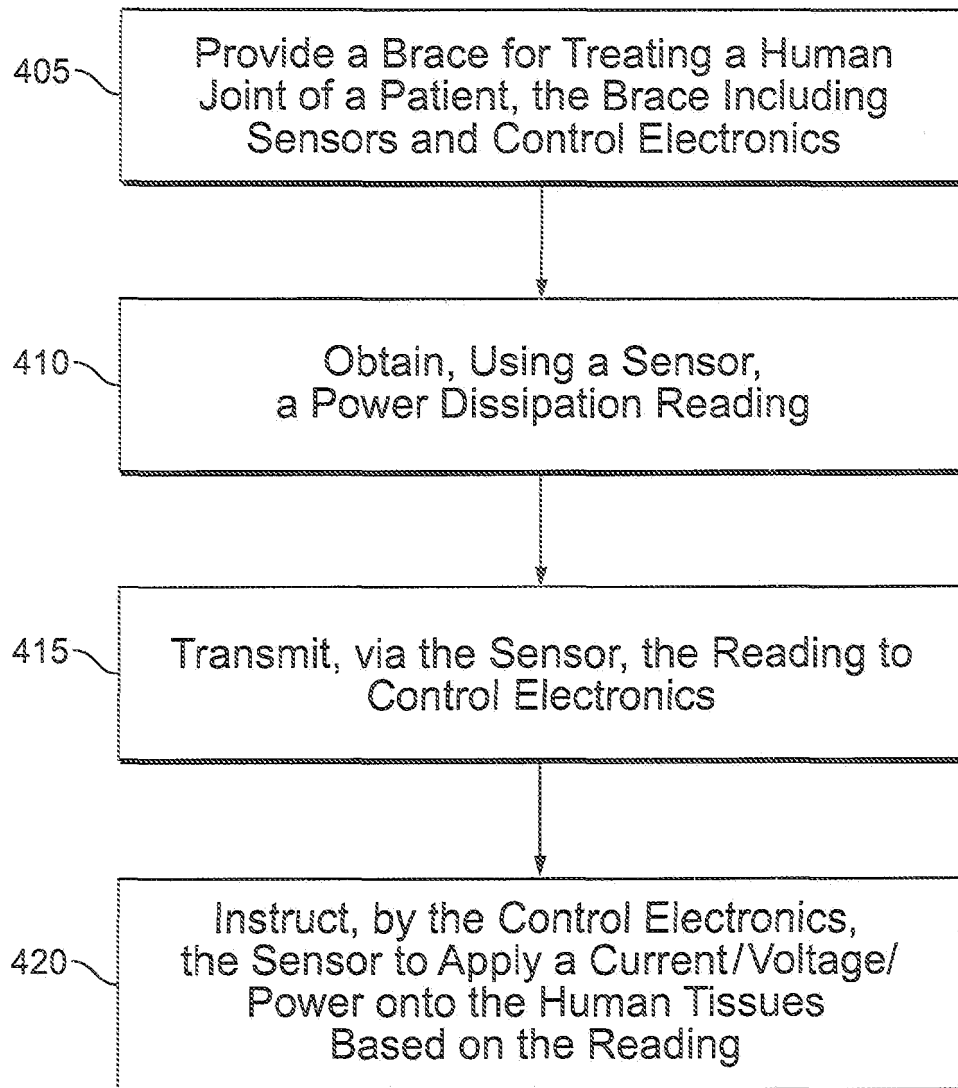 405
Provide a Brace for Treating a Human
Joint of a Patient, the Brace Including
Sensors and Control Electronics
410
Obtain, Using a Sensor,
a Power Dissipation Reading
415
Transmit, via the Sensor, the Reading to
Control Electronics
420
Instruct, by the Control Electronics,
the Sensor to Apply a Current/Voltage/
Power onto the Human Tissues
Based on the Reading